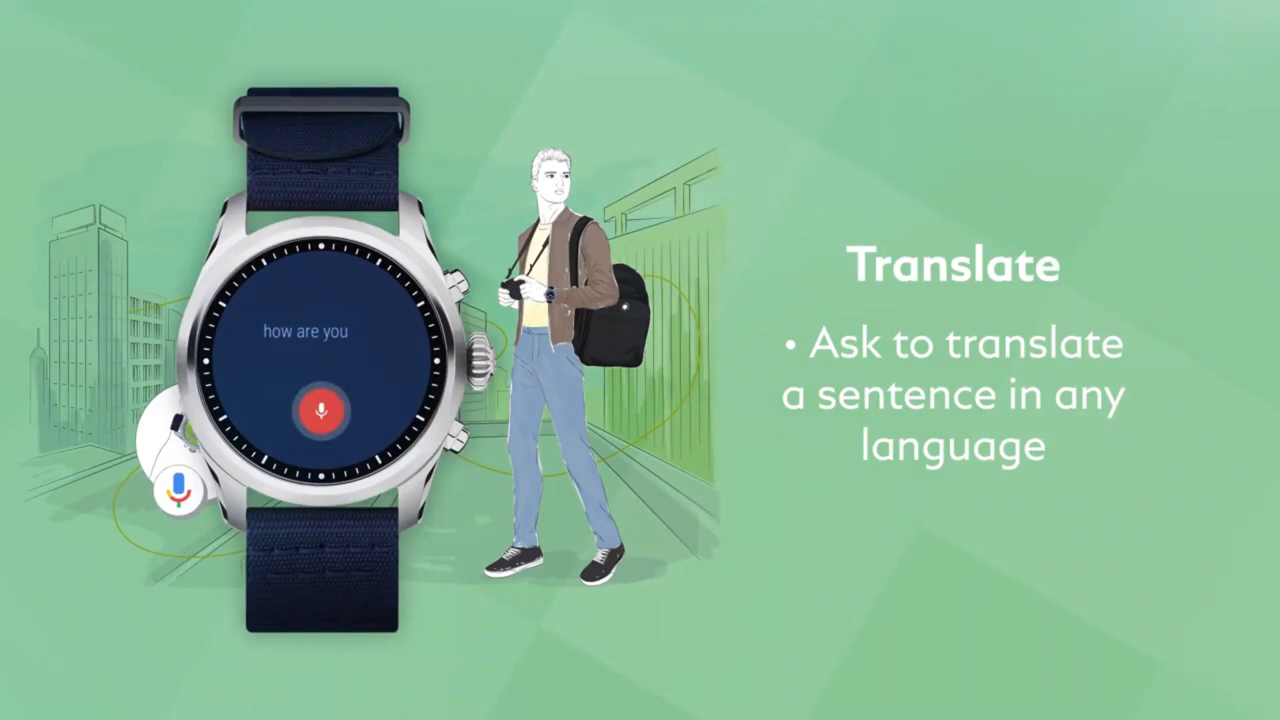 how are you
Translate
• Ask to translate
a sentence in any
language